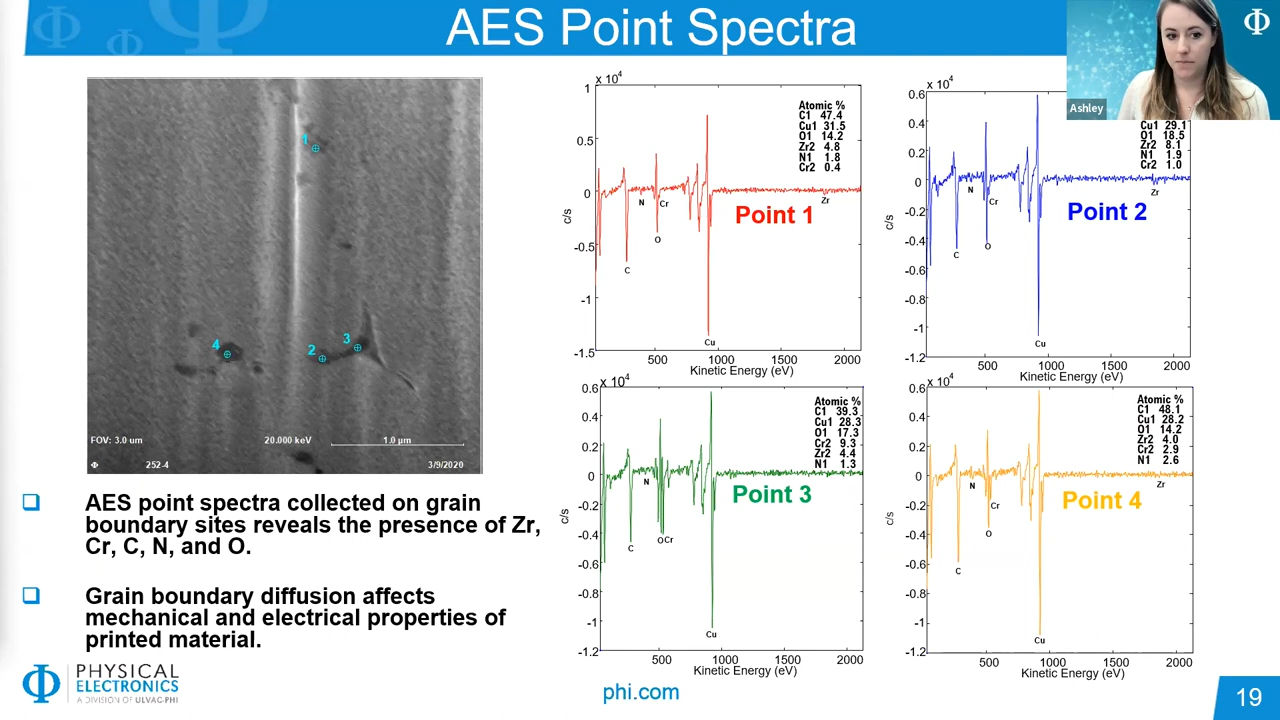 AES Point Spectra
Ashley
1
2
3
4
FOV: 3.0 um
20.000 keV
1.0 µm
252-4
3/9/2020
x 10^4
1
0.5
0
-0.5
-1
-1.5
c/s
500
1000
1500
2000
Kinetic Energy (eV)
Atomic %
C1 47.4
Cu1 31.5
O1 14.2
Zr2 4.8
N1 1.8
Cr2 0.4
C
N
O
Cr
Cu
Zr
Point 1
x 10^4
0.6
0.4
0.2
0
-0.2
-0.4
-0.6
-0.8
-1
-1.2
c/s
500
1000
1500
2000
Kinetic Energy (eV)
Cu1 29.1
O1 18.5
Zr2 8.1
N1 1.9
Cr2 1.0
C
N
O
Cr
Cu
Zr
Point 2
x 10^4
0.6
0.4
0.2
0
-0.2
-0.4
-0.6
-0.8
-1
-1.2
c/s
500
1000
1500
2000
Kinetic Energy (eV)
Atomic %
C1 39.3
Cu1 28.3
O1 17.3
Cr2 9.3
Zr2 4.4
N1 1.3
C
N
O
Cr
Cu
Point 3
x 10^4
0.6
0.4
0.2
0
-0.2
-0.4
-0.6
-0.8
-1
-1.2
c/s
500
1000
1500
2000
Kinetic Energy (eV)
Atomic %
C1 48.1
Cu1 28.2
O1 14.2
Zr2 4.0
Cr2 2.9
N1 2.6
C
N
O
Cr
Cu
Zr
Point 4
AES point spectra collected on grain
boundary sites reveals the presence of Zr,
Cr, C, N, and O.
Grain boundary diffusion affects
mechanical and electrical properties of
printed material.
PHYSICAL
ELECTRONICS
A DIVISION OF ULVAC-PHI
phi.com
19